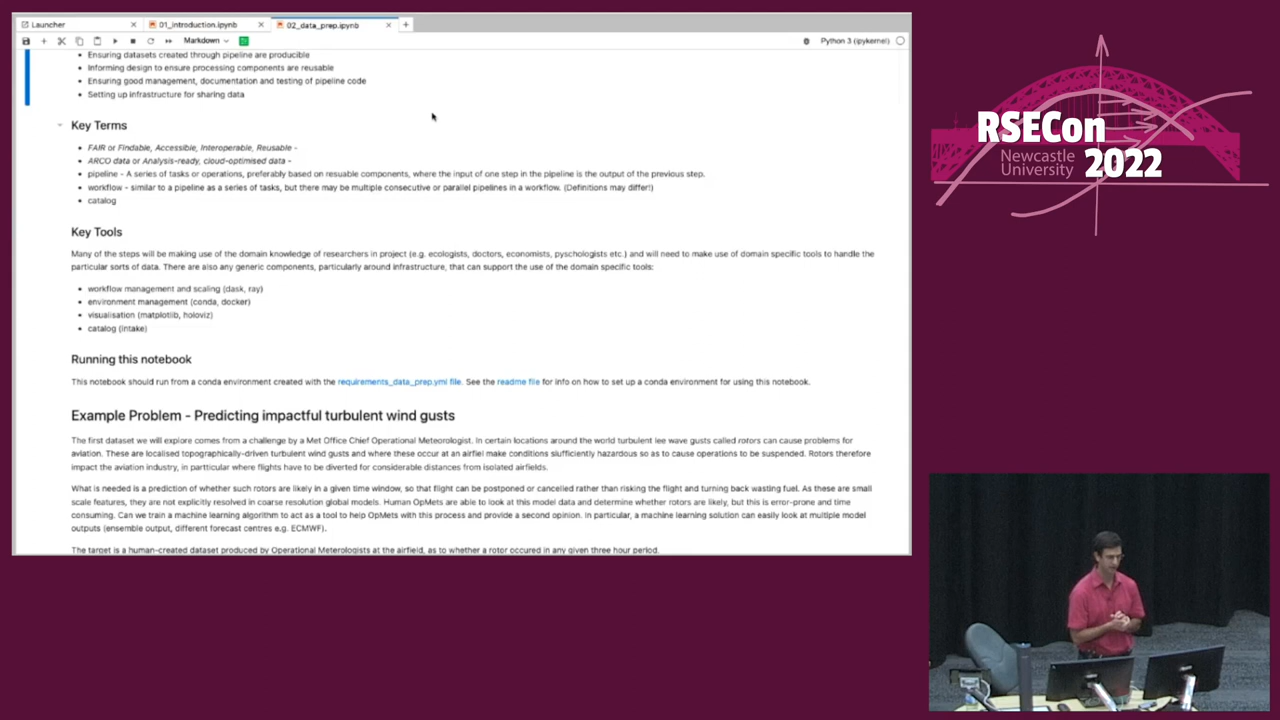 Launcher
01_introduction.ipynb
02_data_prep.ipynb
Markdown
Python 3 (ipykernel)
Ensuring datasets created through pipeline are producible
Informing design to ensure processing components are reusable
Ensuring good management, documentation and testing of pipeline code
Setting up infrastructure for sharing data
Key Terms
FAIR or Findable, Accessible, Interoperable, Reusable -
ARCO data or Analysis-ready, cloud-optimised data -
pipeline - A series of tasks or operations, preferably based on resuable components, where the input of one step in the pipeline is the output of the previous step.
workflow - similar to a pipeline as a series of tasks, but there may be multiple consecutive or parallel pipelines in a workflow. (Definitions may differ!)
catalog
Key Tools
Many of the steps will be making use of the domain knowledge of researchers in project (e.g. ecologists, doctors, economists, pyschologists etc.) and will need to make use of domain specific tools to handle the
particular sorts of data. There are also any generic components, particularly around infrastructure, that can support the use of the domain specific tools:
workflow management and scaling (dask, ray)
environment management (conda, docker)
visualisation (matplotlib, holoviz)
catalog (intake)
Running this notebook
This notebook should run from a conda environment created with the requirements_data_prep.yml file. See the readme file for info on how to set up a conda environment for using this notebook.
Example Problem - Predicting impactful turbulent wind gusts
The first dataset we will explore comes from a challenge by a Met Office Chief Operational Meteorologist. In certain locations around the world turbulent lee wave gusts called rotors can cause problems for
aviation. These are localised topographically-driven turbulent wind gusts and where these occur at an airfiel make conditions siufficiently hazardous so as to cause operations to be suspended. Rotors therefore
impact the aviation industry, in partticular where flights have to be diverted for considerable distances from isolated airfields.
What is needed is a prediction of whether such rotors are likely in a given time window, so that flight can be postponed or cancelled rather than risking the flight and turning back wasting fuel. As these are small
scale features, they are not explicitly resolved in coarse resolution global models. Human OpMets are able to look at this model data and determine whether rotors are likely, but this is error-prone and time
consuming. Can we train a machine learning algorithm to act as a tool to help OpMets with this process and provide a second opinion. In particular, a machine learning solution can easily look at multiple model
outputs (ensemble output, different forecast centres e.g. ECMWF).
The target is a human-created dataset produced by Operational Meterologists at the airfield, as to whether a rotor occured in any given three hour period.
RSECon
Newcastle
University 2022